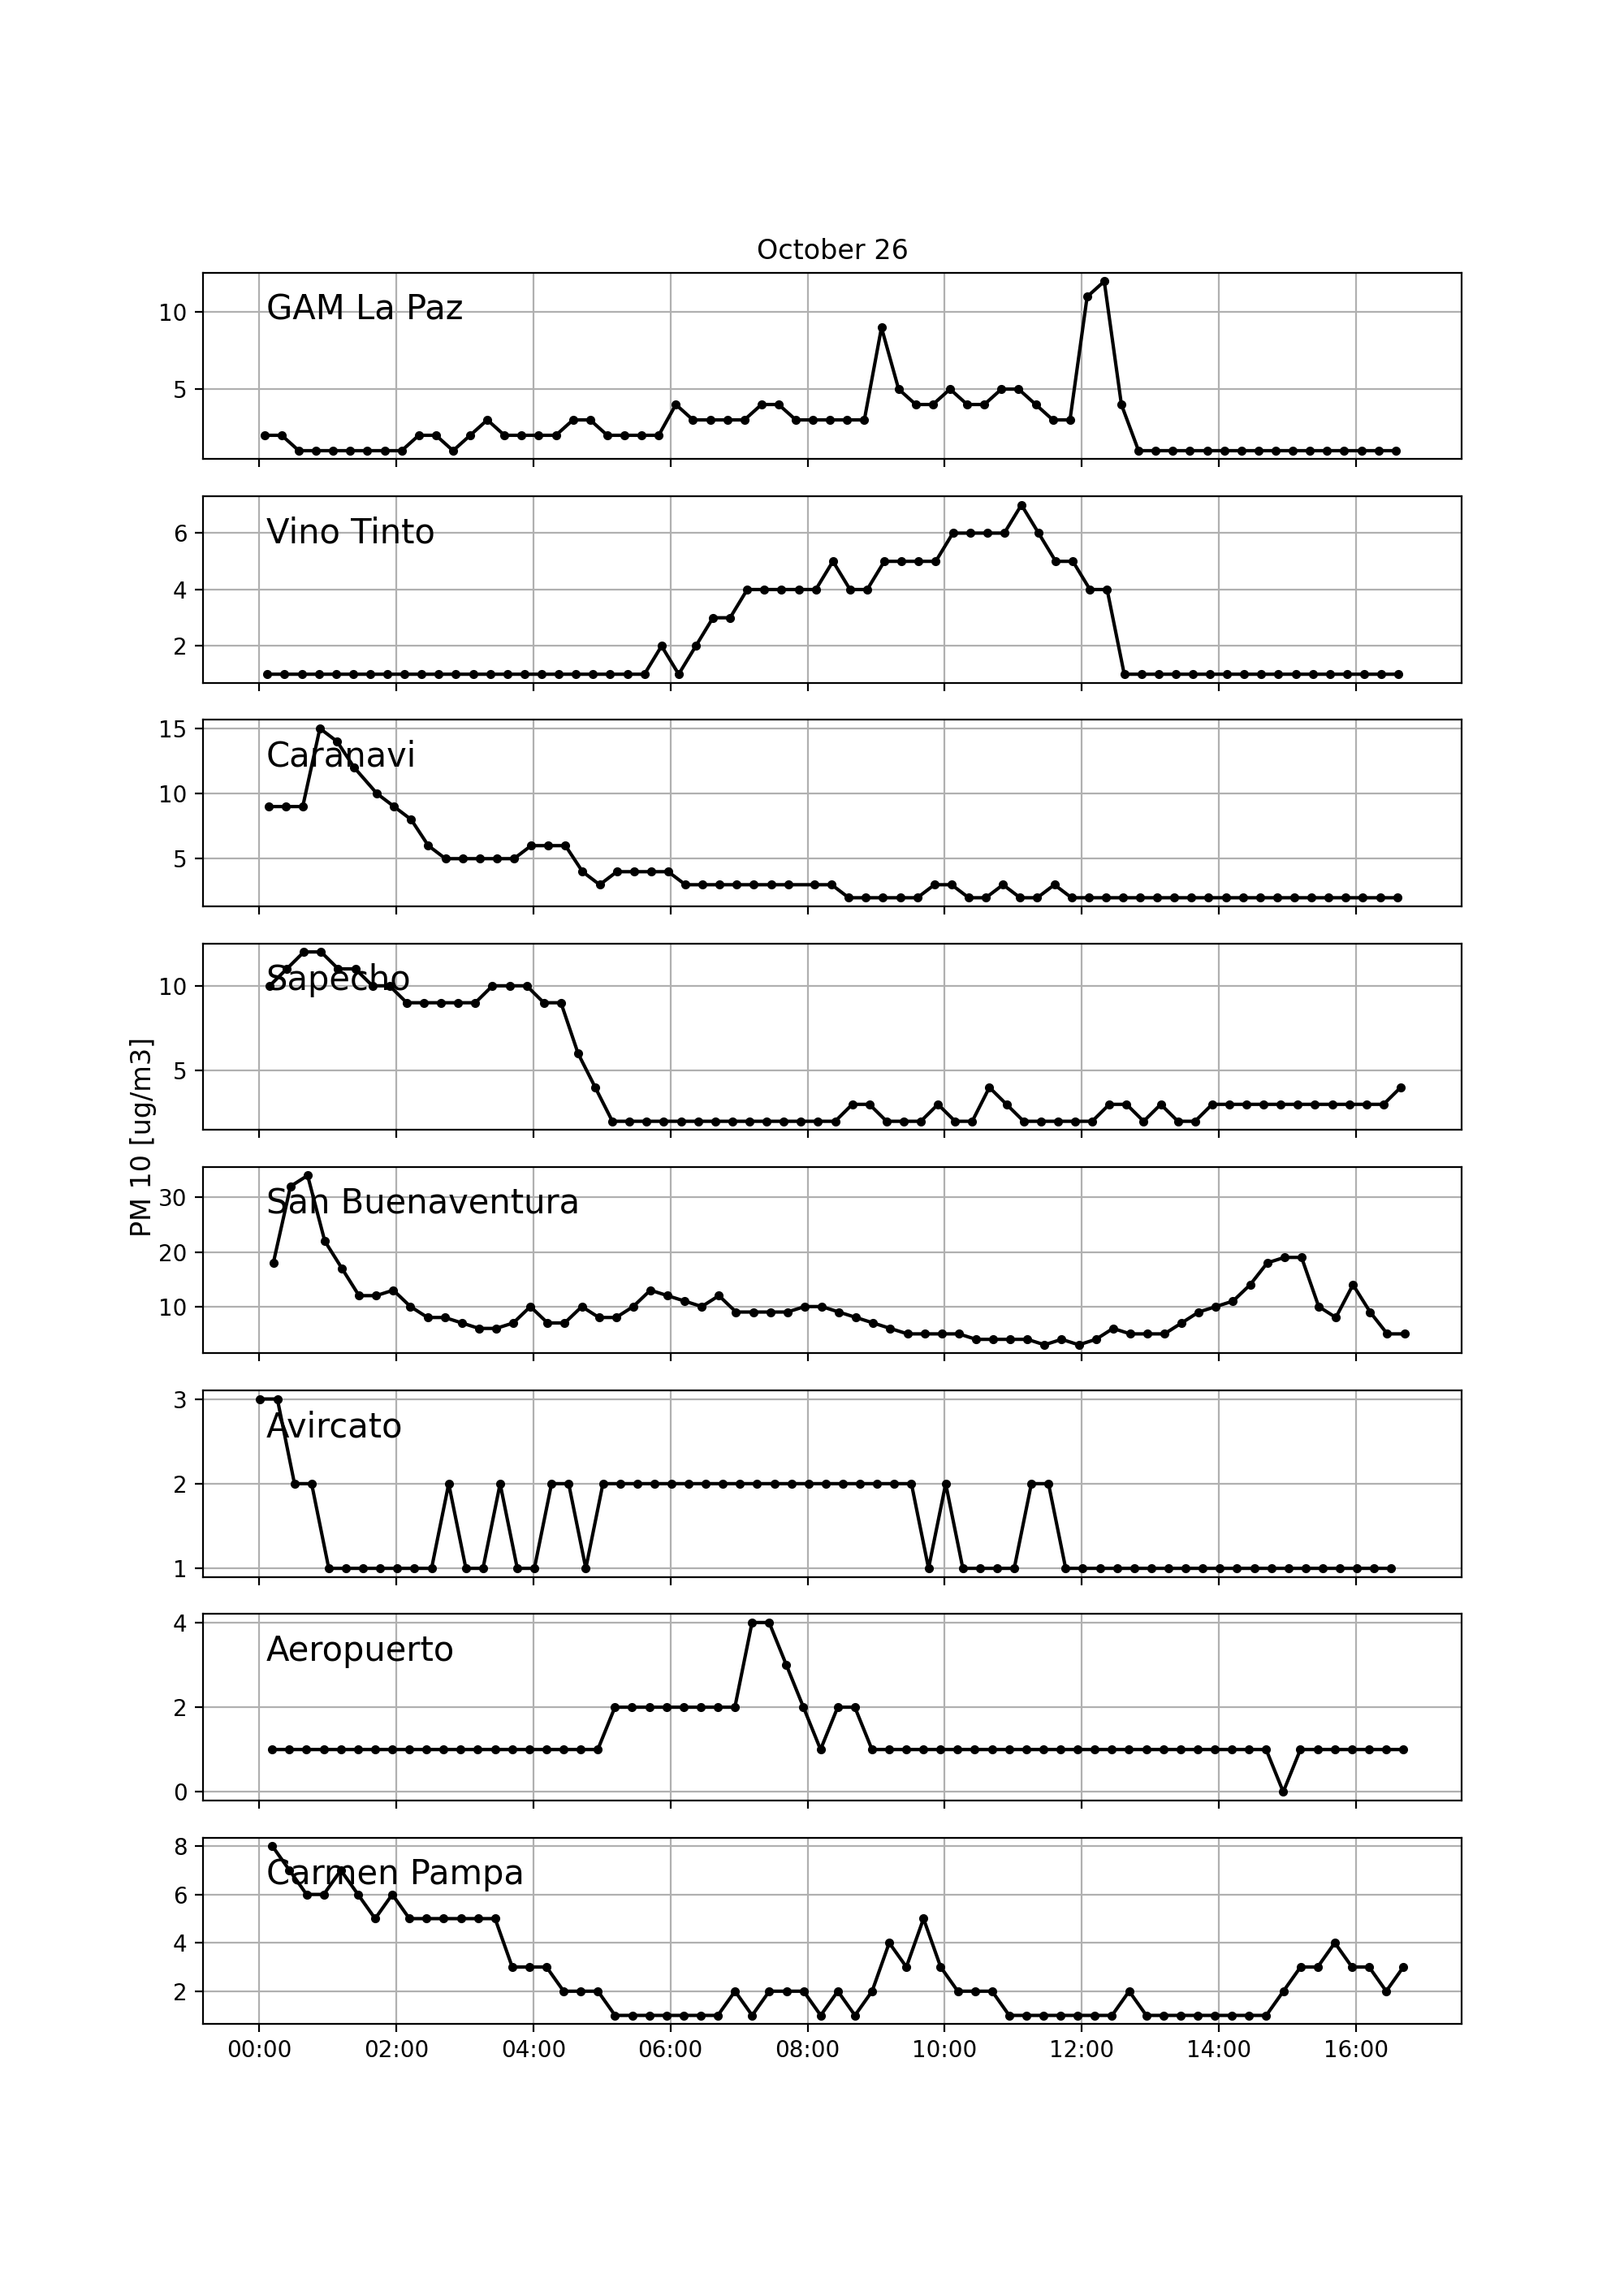 October 26
GAM La Paz
10
5
Vino Tinto
6
4
2
Caranavi
15
10
5
Sapecho
10
5
PM 10 [ug/m3]
San Buenaventura
30
20
10
Avircato
3
2
1
Aeropuerto
4
2
0
Carmen Pampa
8
6
4
2
00:00 02:00 04:00 06:00 08:00 10:00 12:00 14:00 16:00